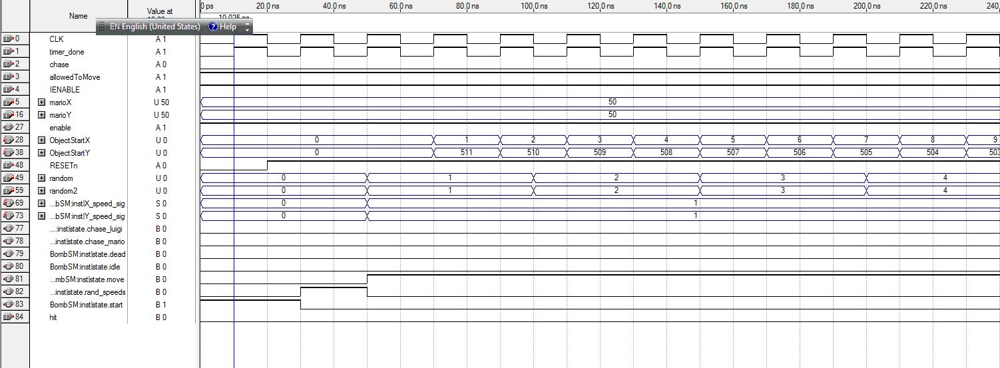 0 ps 20.0 ns 40.0 ns 60.0 ns 80.0 ns 100.0 ns 120.0 ns 140.0 ns 160.0 ns 180.0 ns 200.0 ns 220.0 ns 240.
Name Value at
10.025 ns
EN English (United States) ? Help
0 CLK A 1
1 timer_done A 1
2 chase A 0
3 allowedToMove A 1
4 IENABLE A 1
5 marioX U 50 50
16 marioY U 50 50
27 enable A 1
28 ObjectStartX U 0 0 1 2 3 4 5 6 7 8 9
38 ObjectStartY U 0 0 511 510 509 508 507 506 505 504 503
48 RESETn A 0
49 random U 0 0 1 2 3 4
59 random2 U 0 0 1 2 3 4
69 ...bSM:inst|X_speed_sig S 0 0 1
73 ...bSM:inst|Y_speed_sig S 0 0 1
77 ...:inst|state.chase_luigi B 0
78 ...inst|state.chase_mario B 0
79 BombSM:inst|state.dead B 0
80 BombSM:inst|state.idle B 0
81 ...mbSM:inst|state.move B 0
82 ...inst|state.rand_speeds B 0
83 BombSM:inst|state.start B 1
84 hit B 0